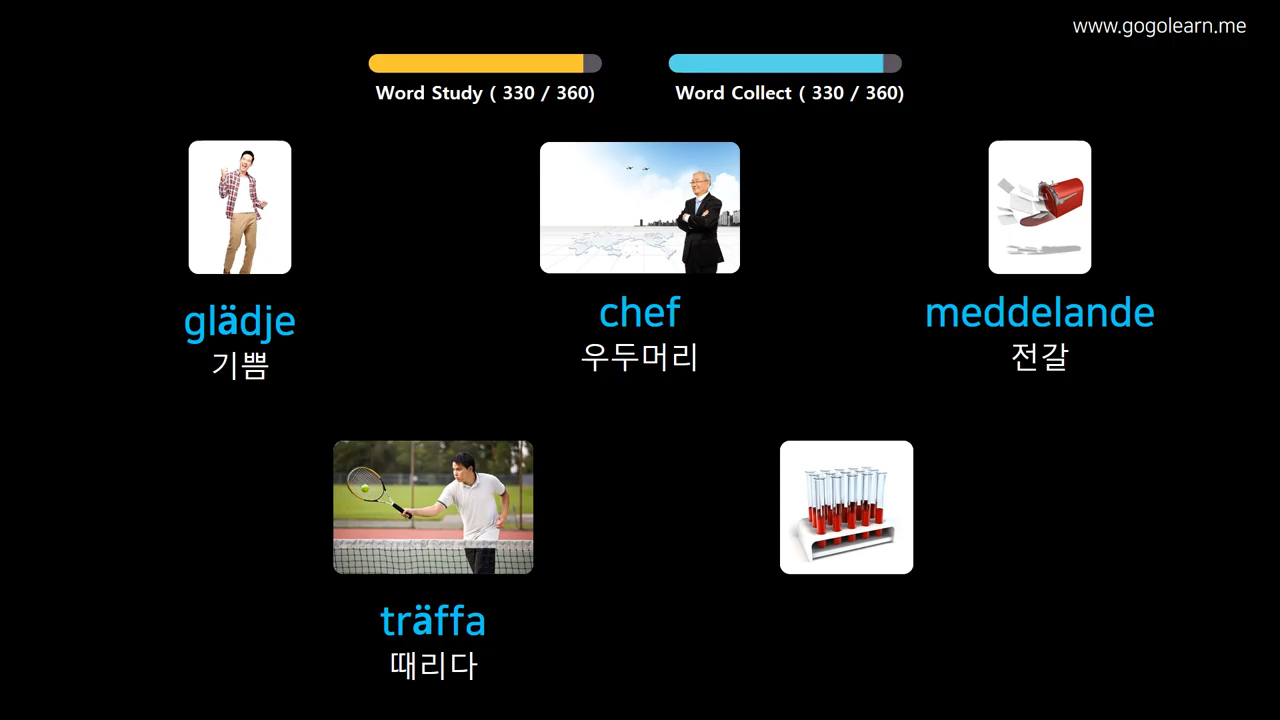 www.gogolearn.me
Word Study ( 330 / 360)
Word Collect ( 330 / 360)
glädje
기쁨
chef
우두머리
meddelande
전갈
träffa
때리다